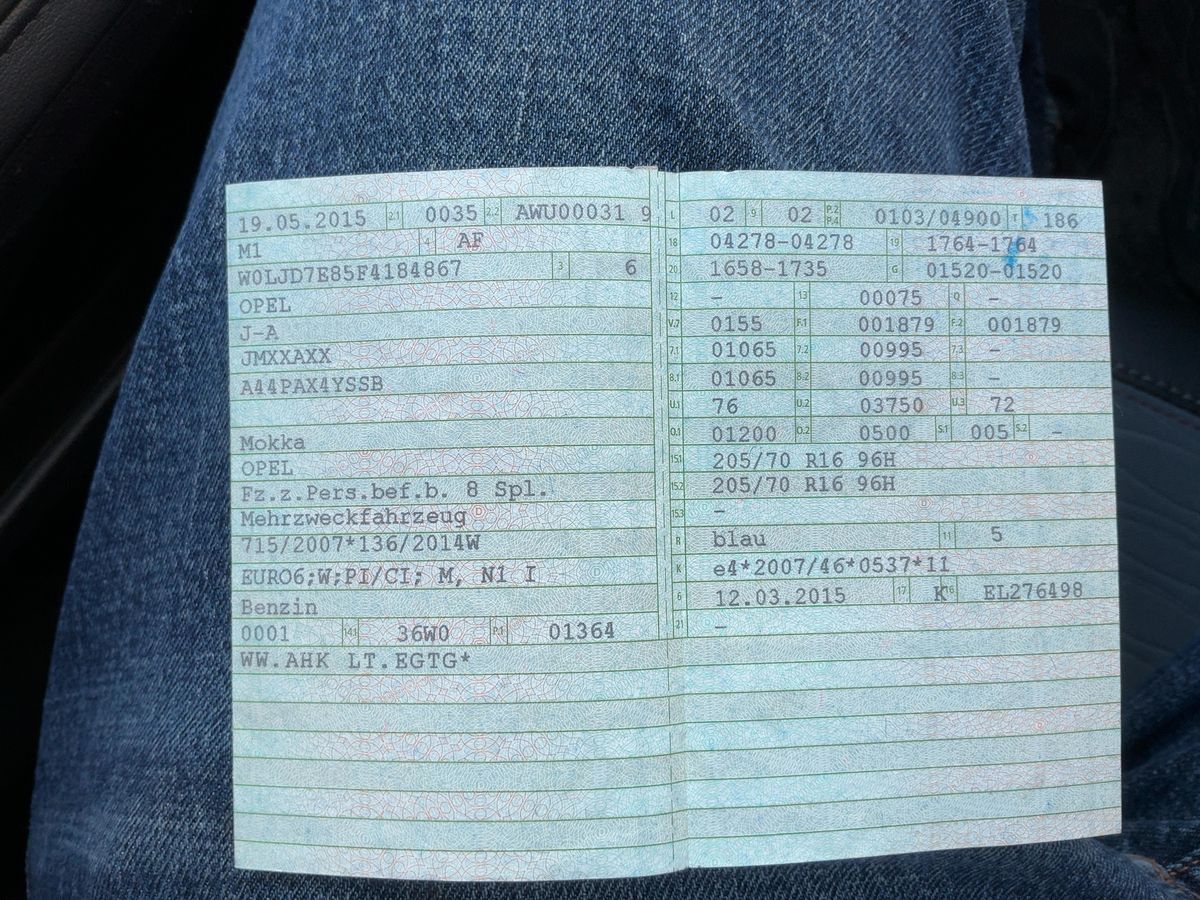 19.05.2015 2.1 0035 2.2 AWU00031 9
M1 4 AF
W0LJD7E85F4184867 3 6
OPEL
J-A
JMXXAXX
A44PAX4YSSB
Mokka
OPEL
Fz.z.Pers.bef.b. 8 Spl.
Mehrzweckfahrzeug
715/2007*136/2014W
EURO6;W;PI/CI; M, N1 I
Benzin
0001 14.1 36W0 P.1 01364
WW.AHK LT.EGTG*
L 02 9 02 P.2 P.4 0103/04900 T 186
18 04278-04278 19 1764-1764
20 1658-1735 G 01520-01520
12 – 13 00075 Q –
V.7 0155 F.1 001879 F.2 001879
7.1 01065 7.2 00995 7.3 –
8.1 01065 8.2 00995 8.3 –
U.1 76 U.2 03750 U.3 72
O.1 01200 O.2 0500 S.1 005 S.2 –
15.1 205/70 R16 96H
15.2 205/70 R16 96H
15.3 –
R blau 11 5
K e4*2007/46*0537*11
6 12.03.2015 17 K 16 EL276498
21 –